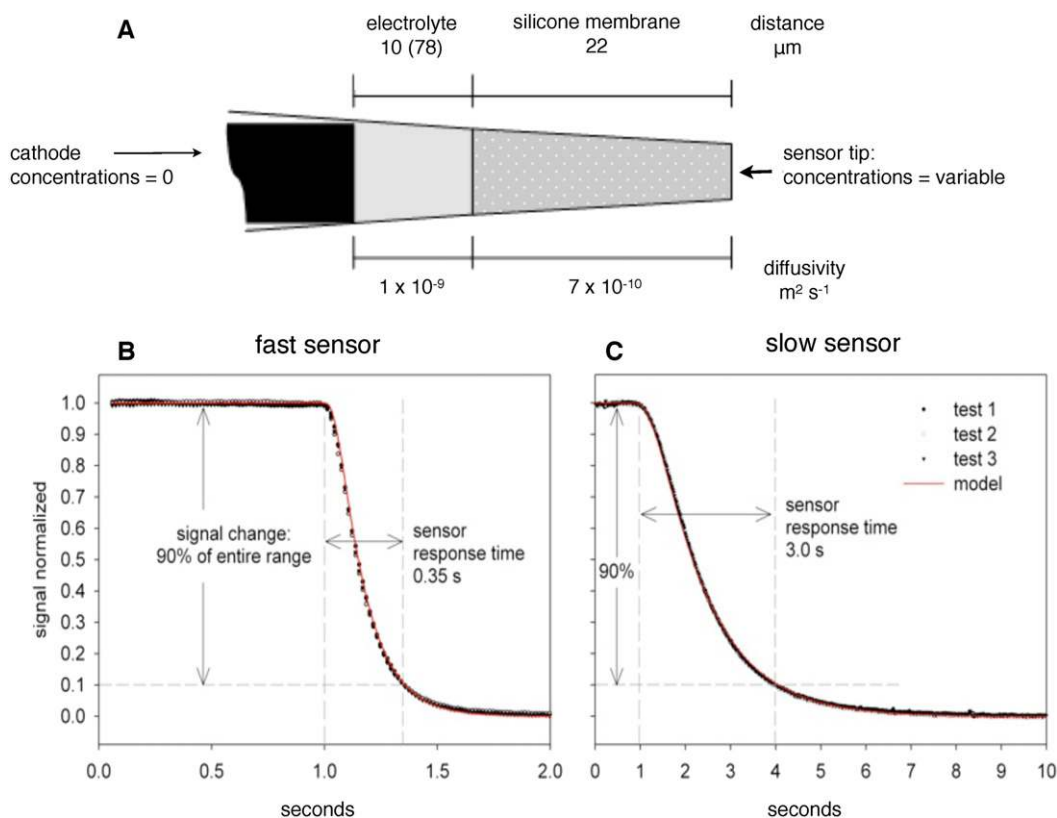 A
electrolyte
10 (78)
silicone membrane
22
distance
µm
cathode
concentrations = 0
sensor tip:
concentrations = variable
1 x 10⁻⁹
7 x 10⁻¹⁰
diffusivity
m² s⁻¹
B
fast sensor
C
slow sensor
signal normalized
1.0
0.9
0.8
0.7
0.6
0.5
0.4
0.3
0.2
0.1
0.0
signal change:
90% of entire range
sensor
response time
0.35 s
0.0
0.5
1.0
1.5
2.0
seconds
90%
test 1
test 2
test 3
model
sensor
response time
3.0 s
0
1
2
3
4
5
6
7
8
9
10
seconds